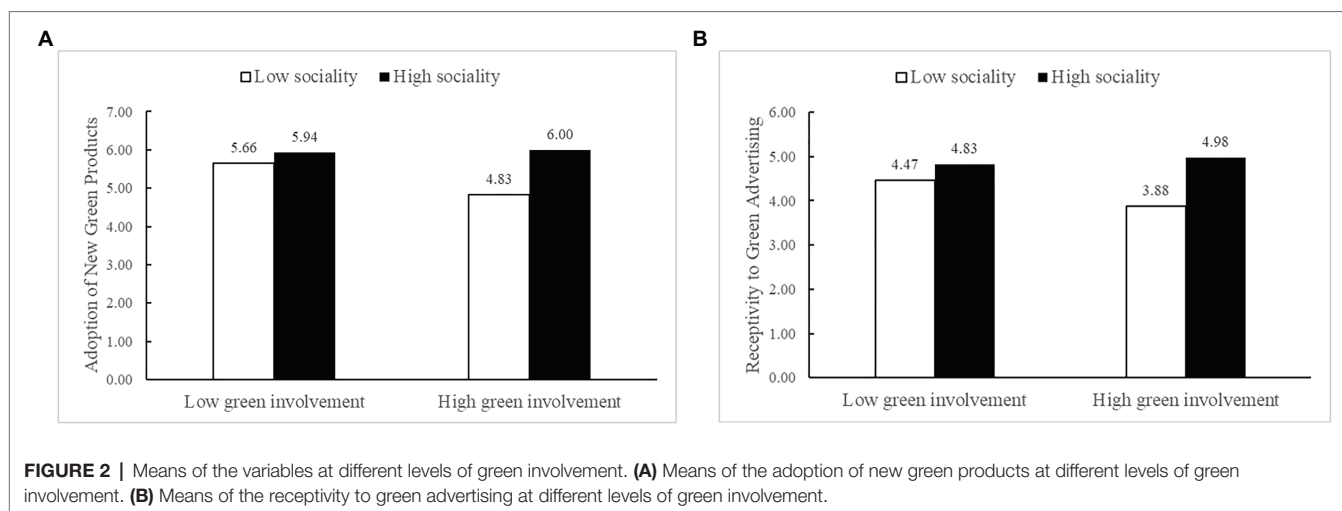 A
Low sociality High sociality
Adoption of New Green Products
7.00
6.00
5.00
4.00
3.00
2.00
1.00
0.00
5.66
5.94
4.83
6.00
Low green involvement
High green involvement
B
Low sociality High sociality
Receptivity to Green Advertising
6.00
5.00
4.00
3.00
2.00
1.00
0.00
4.47
4.83
3.88
4.98
Low green involvement
High green involvement
FIGURE 2 | Means of the variables at different levels of green involvement. (A) Means of the adoption of new green products at different levels of green
involvement. (B) Means of the receptivity to green advertising at different levels of green involvement.